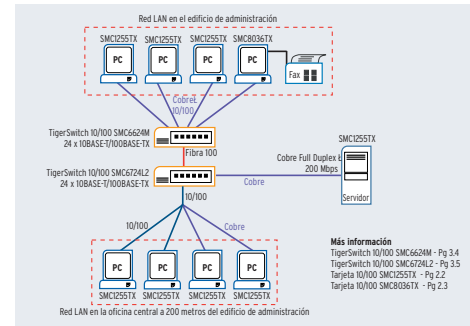 Red LAN en el edificio de administración
SMC1255TX SMC1255TX SMC1255TX SMC8036TX
PC PC PC PC
Fax
CobreŁ
10/100
TigerSwitch 10/100 SMC6624M
24 x 10BASE-T/100BASE-TX
Fibra 100
SMC1255TX
Cobre Full Duplex Ł
200 Mbps
TigerSwitch 10/100 SMC6724L2
24 x 10BASE-TX/100BASE-TX
Cobre
Servidor
10/100
10/100
Cobre
PC PC PC PC
SMC1255TX SMC1255TX SMC1255TX SMC1255TX
Red LAN en la oficina central a 200 metros del edificio de administración
Más información
TigerSwitch 10/100 SMC6624M - Pg 3.4
TigerSwitch 10/100 SMC6724L2 - Pg 3.5
Tarjeta 10/100 SMC1255TX - Pg 2.2
Tarjeta 10/100 SMC8036TX - Pg 2.3